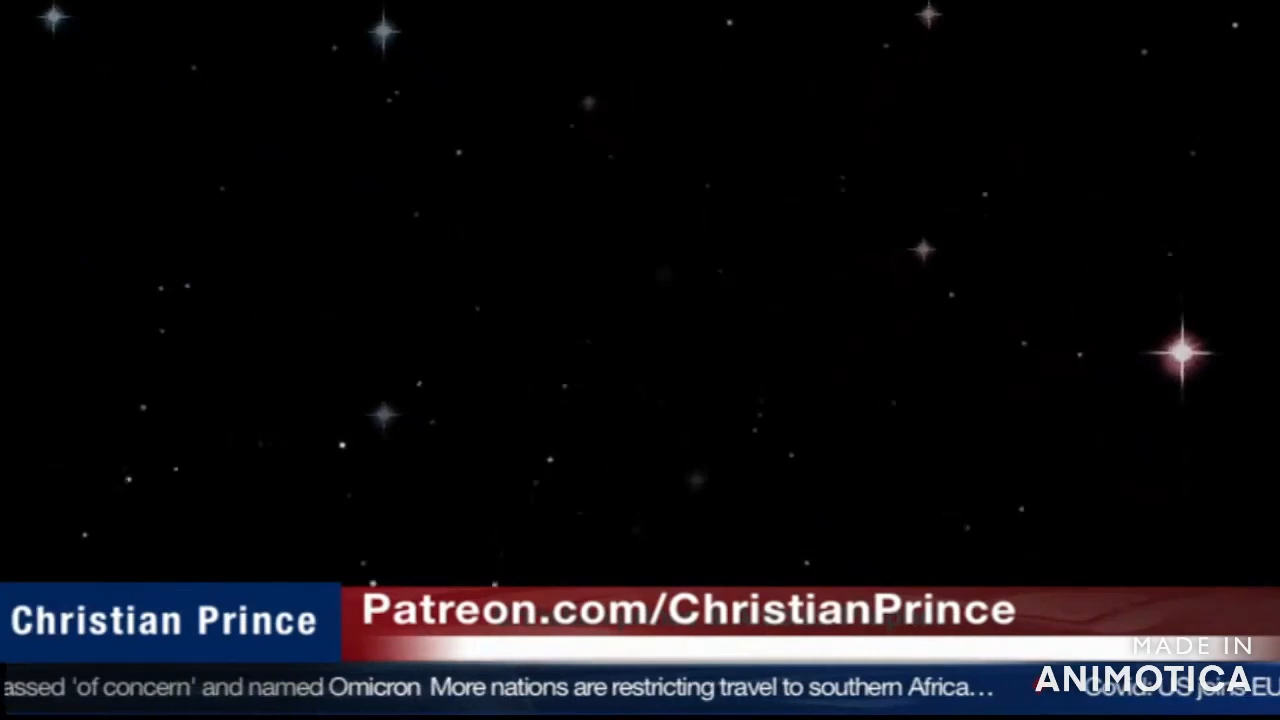 Christian Prince
Patreon.com/ChristianPrince
MADE IN
ANIMOTICA
assed 'of concern' and named Omicron More nations are restricting travel to southern Africa...